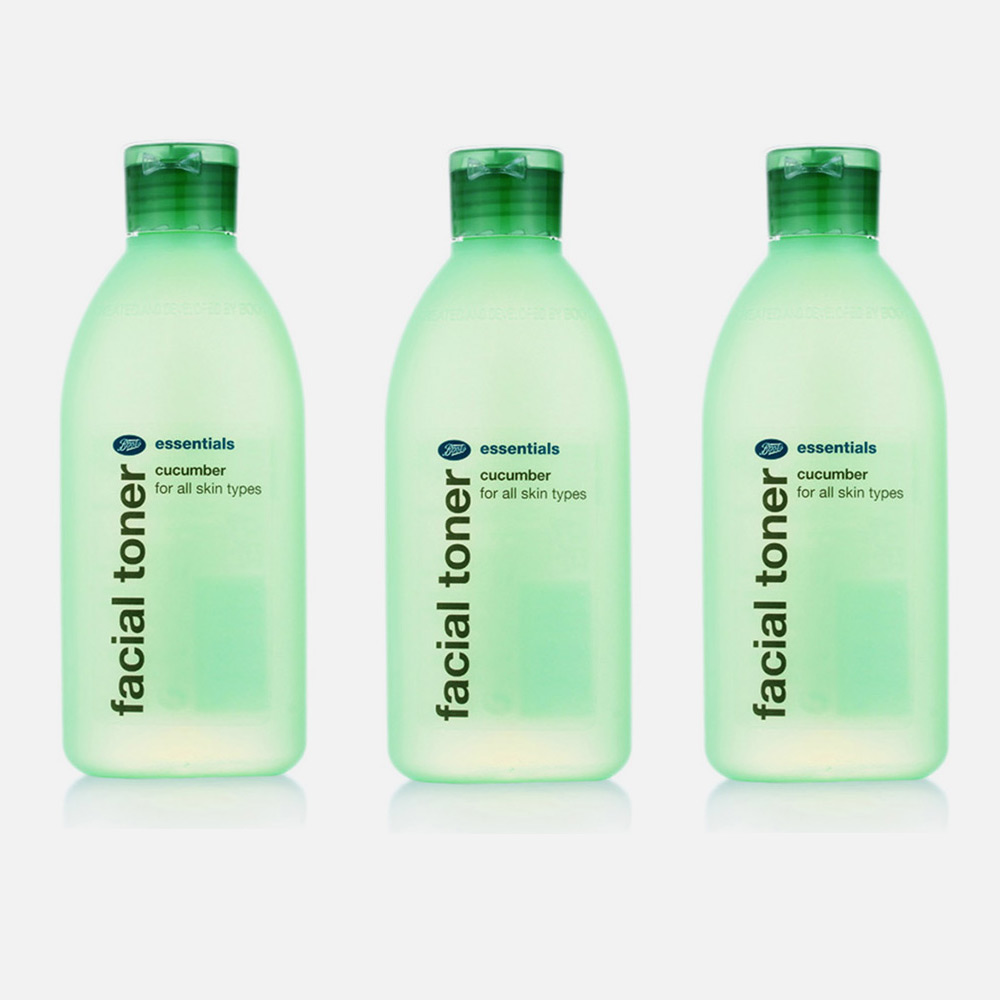 Boots essentials
cucumber
for all skin types
facial toner
Boots essentials
cucumber
for all skin types
facial toner
Boots essentials
cucumber
for all skin types
facial toner